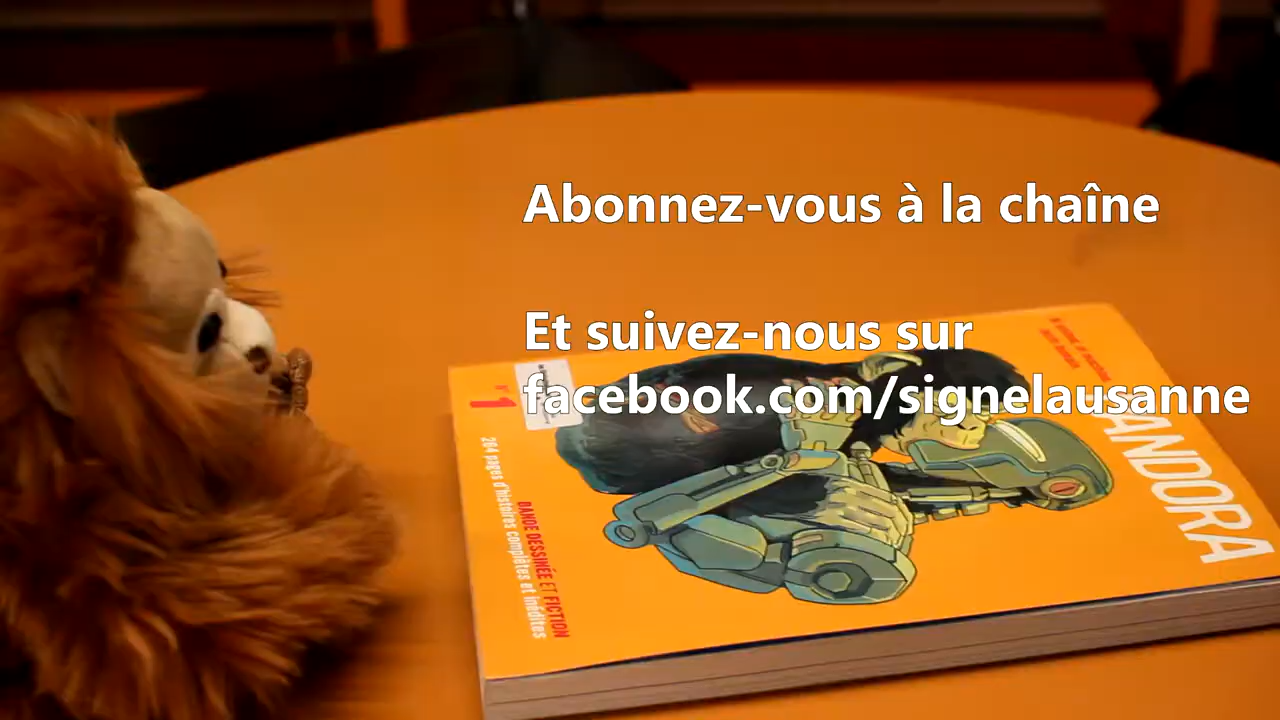 Abonnez-vous à la chaîne
Et suivez-nous sur
facebook.com/signelausanne
PANDORA
N°1
BANDE DESSINÉE ET FICTION
264 pages d'histoires complètes et inédites